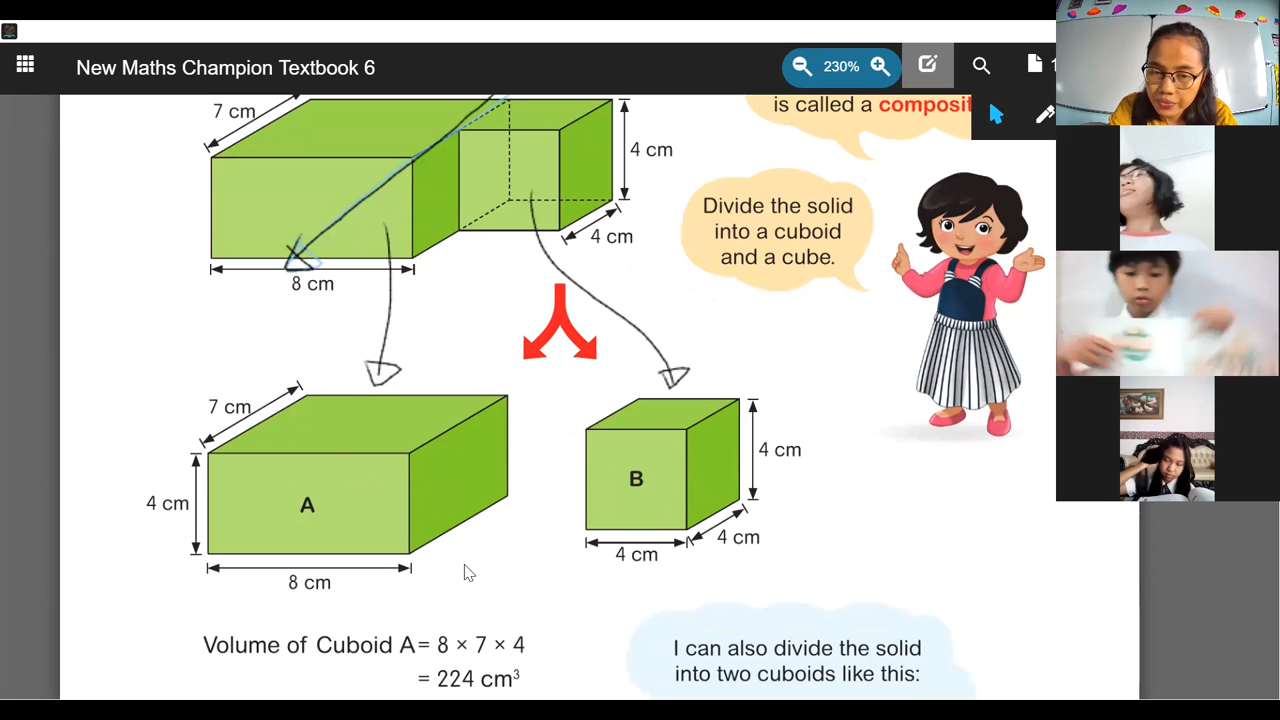 New Maths Champion Textbook 6
230%
7 cm
is called a composit
4 cm
Divide the solid
into a cuboid
and a cube.
4 cm
8 cm
7 cm
4 cm
A
8 cm
B
4 cm
4 cm
4 cm
Volume of Cuboid A = 8 × 7 × 4
= 224 cm³
I can also divide the solid
into two cuboids like this: